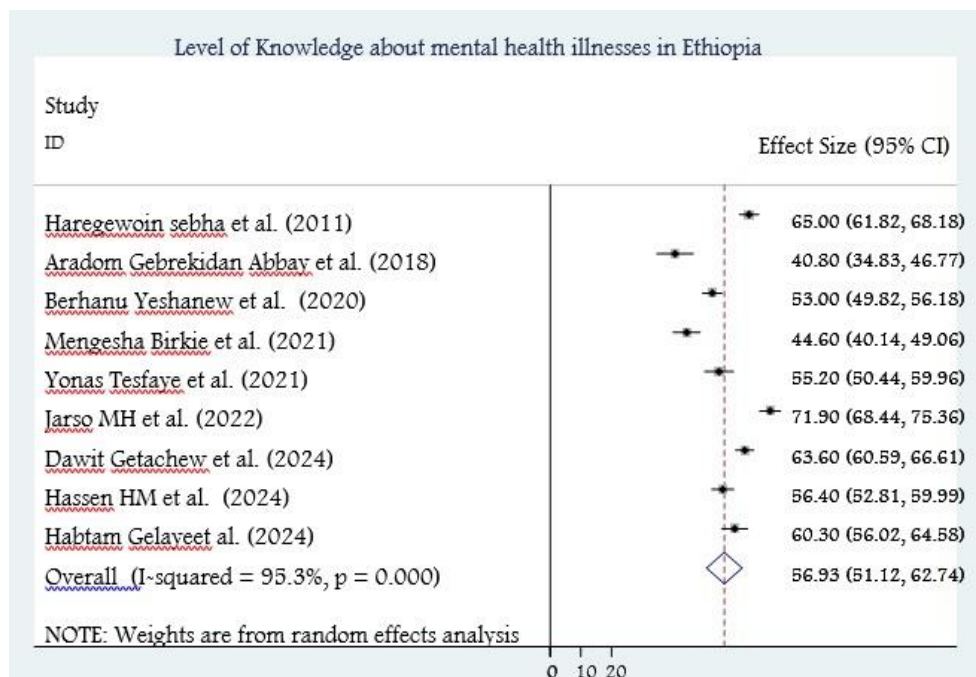 Level of Knowledge about mental health illnesses in Ethiopia
Study
ID
Effect Size (95% CI)
Haregewoin sebha et al. (2011) 65.00 (61.82, 68.18)
Aradom Gebrekidan Abbay et al. (2018) 40.80 (34.83, 46.77)
Berhanu Yeshanew et al. (2020) 53.00 (49.82, 56.18)
Mengesha Birkie et al. (2021) 44.60 (40.14, 49.06)
Yonas Tesfaye et al. (2021) 55.20 (50.44, 59.96)
Jarso MH et al. (2022) 71.90 (68.44, 75.36)
Dawit Getachew et al. (2024) 63.60 (60.59, 66.61)
Hassen HM et al. (2024) 56.40 (52.81, 59.99)
Habtam Gelayeet al. (2024) 60.30 (56.02, 64.58)
Overall (I-squared = 95.3%, p = 0.000) 56.93 (51.12, 62.74)
NOTE: Weights are from random effects analysis
0 10 20